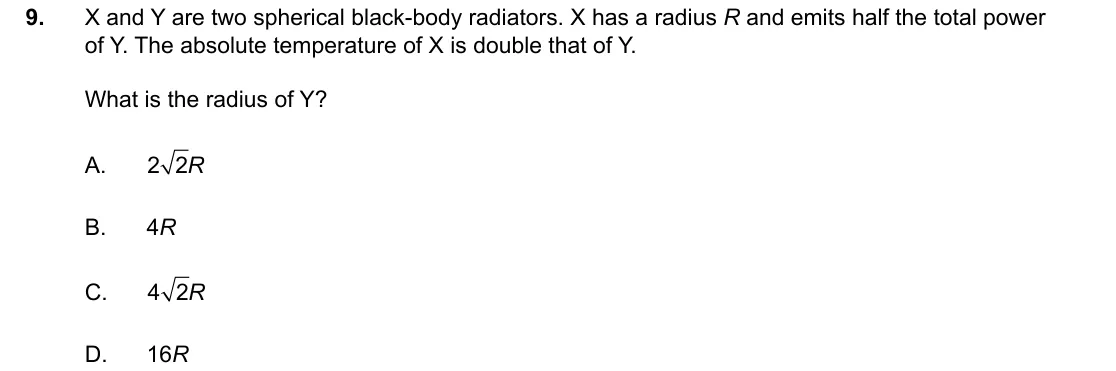 9. X and Y are two spherical black-body radiators. X has a radius R and emits half the total power
of Y. The absolute temperature of X is double that of Y.
What is the radius of Y?
A. 2√2R
B. 4R
C. 4√2R
D. 16R